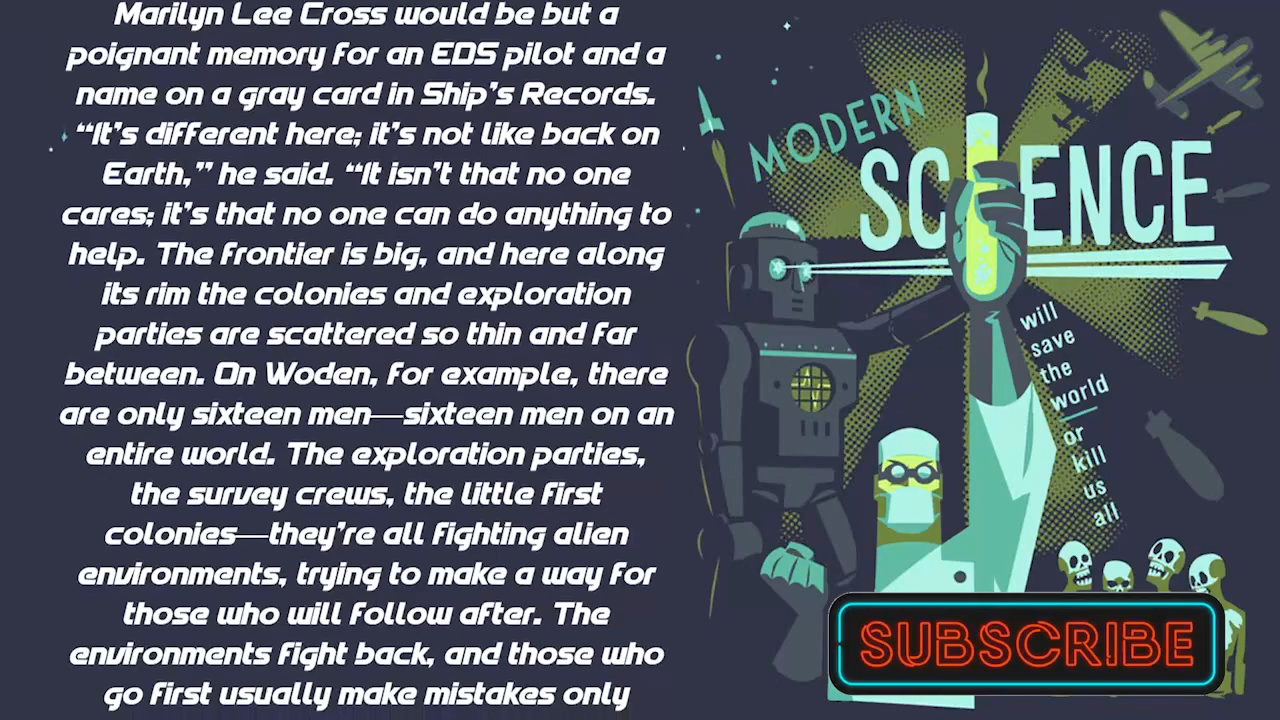 Marilyn Lee Cross would be but a
poignant memory for an EDS pilot and a
name on a gray card in Ship's Records.
“It's different here; it's not like back on
Earth,” he said. “It isn't that no one
cares; it's that no one can do anything to
help. The frontier is big, and here along
its rim the colonies and exploration
parties are scattered so thin and far
between. On Woden, for example, there
are only sixteen men—sixteen men on an
entire world. The exploration parties,
the survey crews, the little first
colonies—they're all fighting alien
environments, trying to make a way for
those who will follow after. The
environments fight back, and those who
go first usually make mistakes only
MODERN
SCIENCE
will
save
the
world
or
kill
us
all
SUBSCRIBE